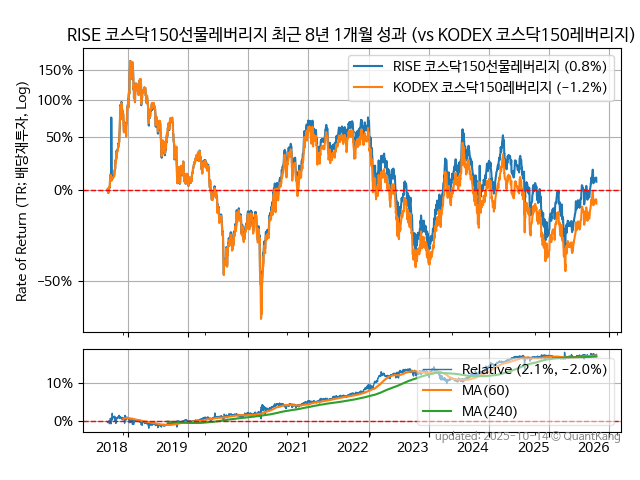 RISE 코스닥150선물레버리지 최근 8년 1개월 성과 (vs KODEX 코스닥150레버리지)
RISE 코스닥150선물레버리지 (0.8%)
KODEX 코스닥150레버리지 (−1.2%)
Rate of Return (TR: 배당재투자, Log)
150%
100%
50%
0%
−50%
Relative (2.1%, −2.0%)
MA(60)
MA(240)
10%
0%
updated: 2025-10-14 © QuantKang
2018 2019 2020 2021 2022 2023 2024 2025 2026